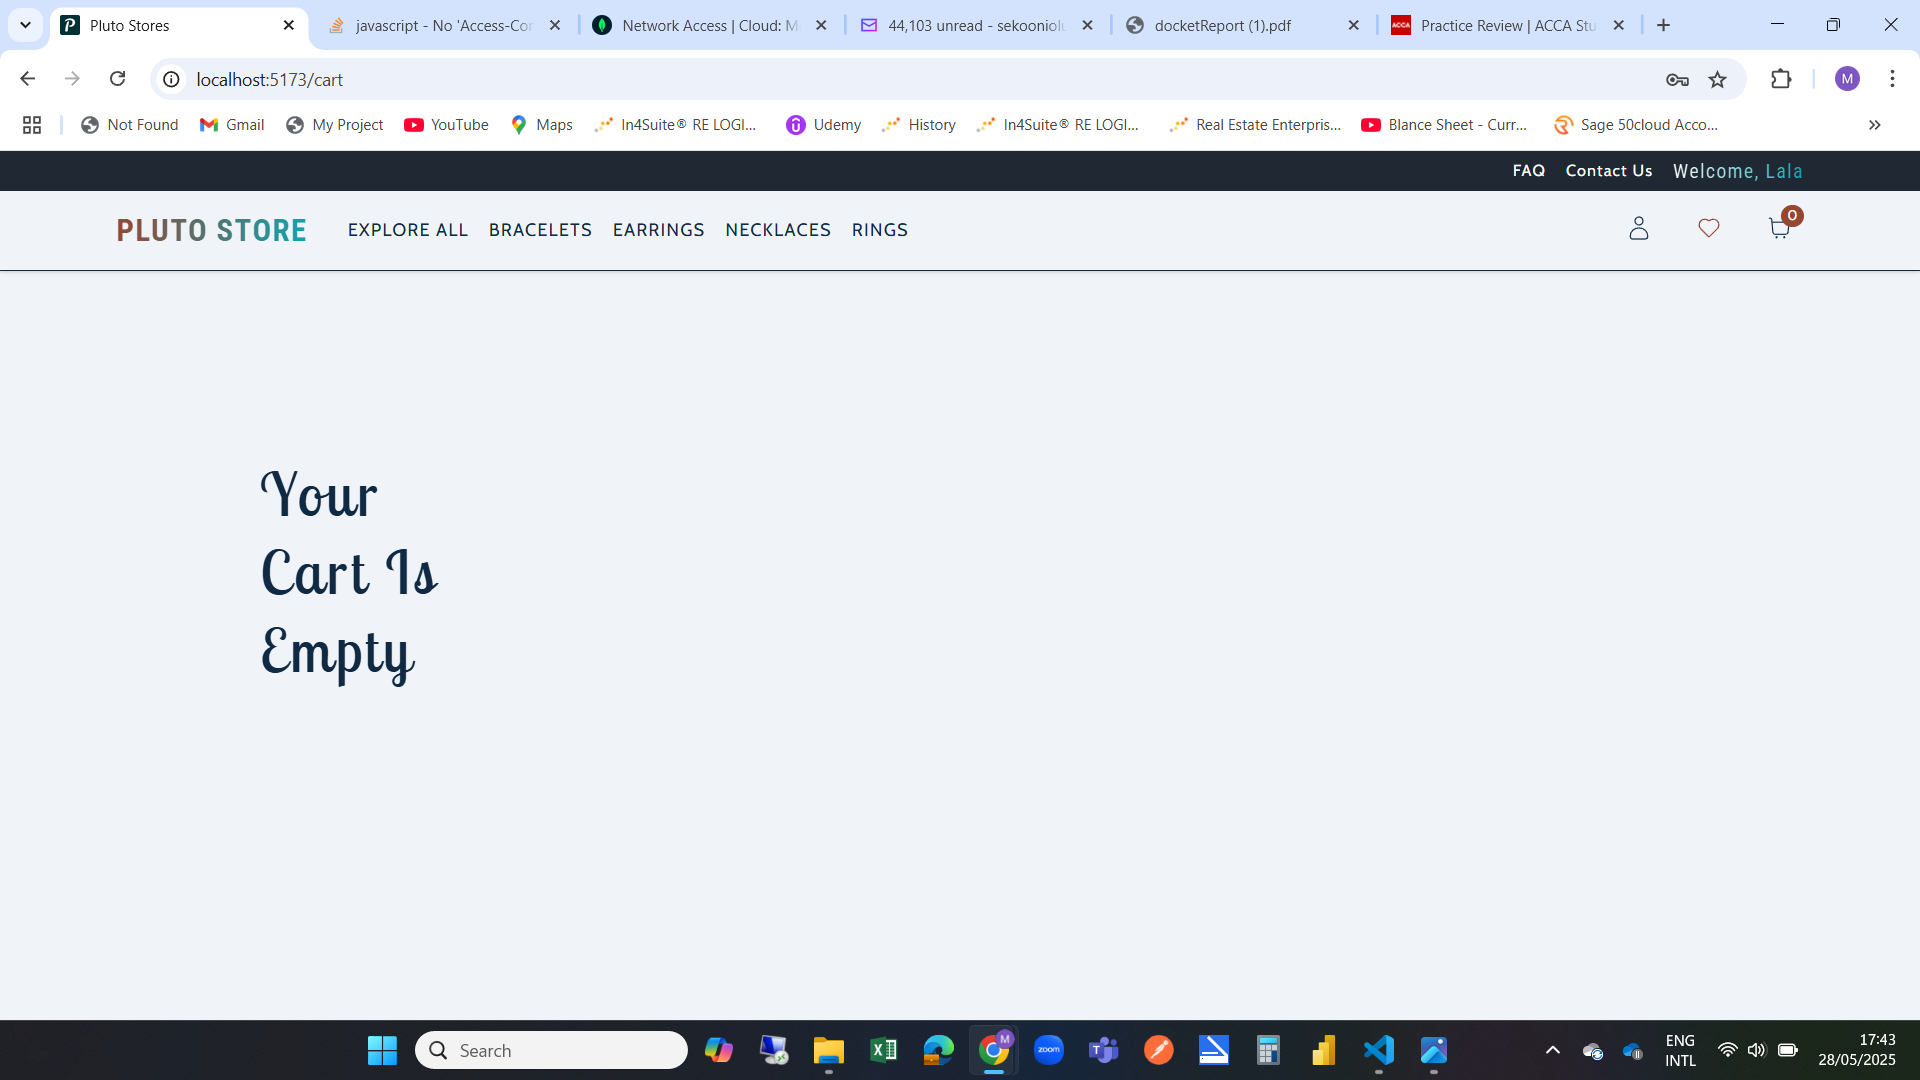 Pluto Stores
javascript - No 'Access-Cor
Network Access | Cloud: M
44,103 unread - sekooniolu
docketReport (1).pdf
ACCA
Practice Review | ACCA Stu
localhost:5173/cart
M
Not Found
Gmail
My Project
YouTube
Maps
In4Suite® RE LOGI...
Udemy
History
In4Suite® RE LOGI...
Real Estate Enterpris...
Blance Sheet - Curr...
Sage 50cloud Acco...
FAQ
Contact Us
Welcome, Lala
PLUTO STORE
EXPLORE ALL
BRACELETS
EARRINGS
NECKLACES
RINGS
0
Your
Cart Is
Empty
Search
M
zoom
ENG
INTL
17:43
28/05/2025